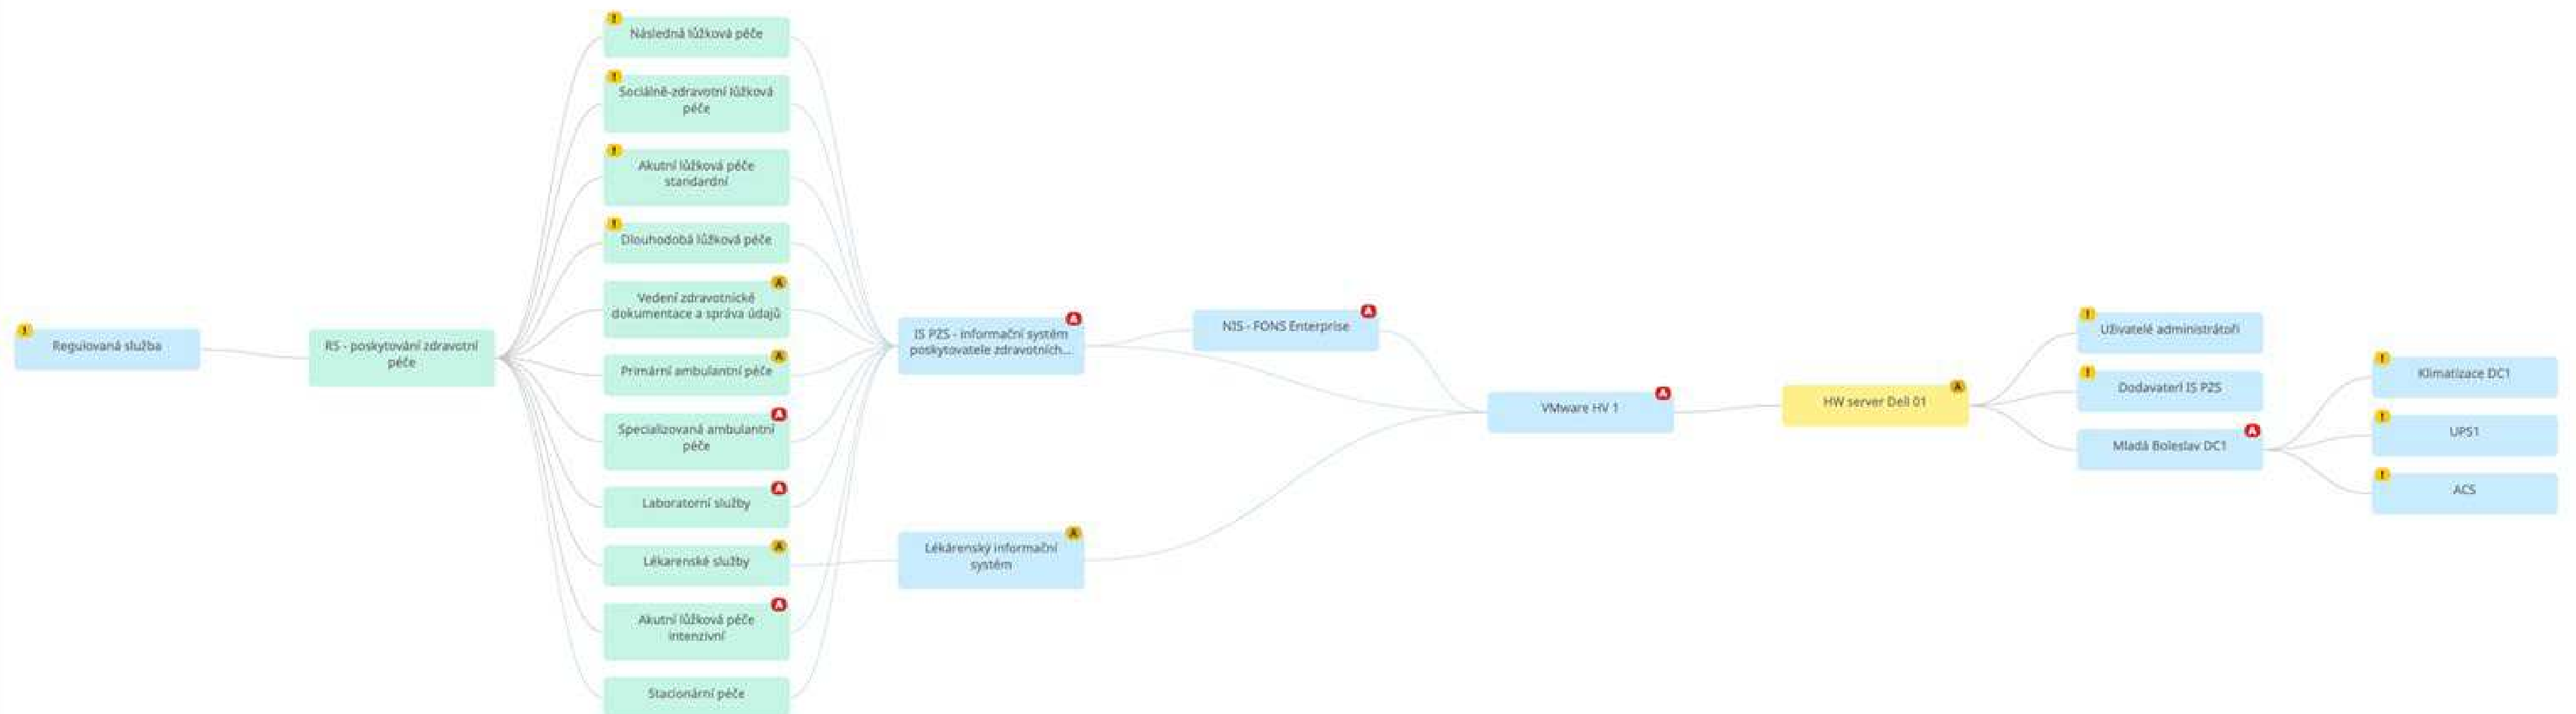 !
Následná lůžková péče
!
Sociálně-zdravotní lůžková
péče
!
Akutní lůžková péče
standardní
!
Dlouhodobá lůžková péče
A
Vedení zdravotnické
dokumentace a správa údajů
A
Primární ambulantní péče
A
Specializovaná ambulantní
péče
A
Laboratorní služby
A
Lékarenské služby
A
Akutní lůžková péče
intenzivní
Stacionární péče
!
Regulovaná služba
RS - poskytování zdravotní
péče
A
IS PZS - informační systém
poskytovatele zdravotních...
A
Lékárenský informační
systém
A
NIS - FONS Enterprise
A
VMware HV 1
A
HW server Dell 01
!
Uživatelé administrátoři
!
Dodavatel IS PZS
A
Mladá Boleslav DC1
!
Klimatizace DC1
!
UPS1
!
ACS